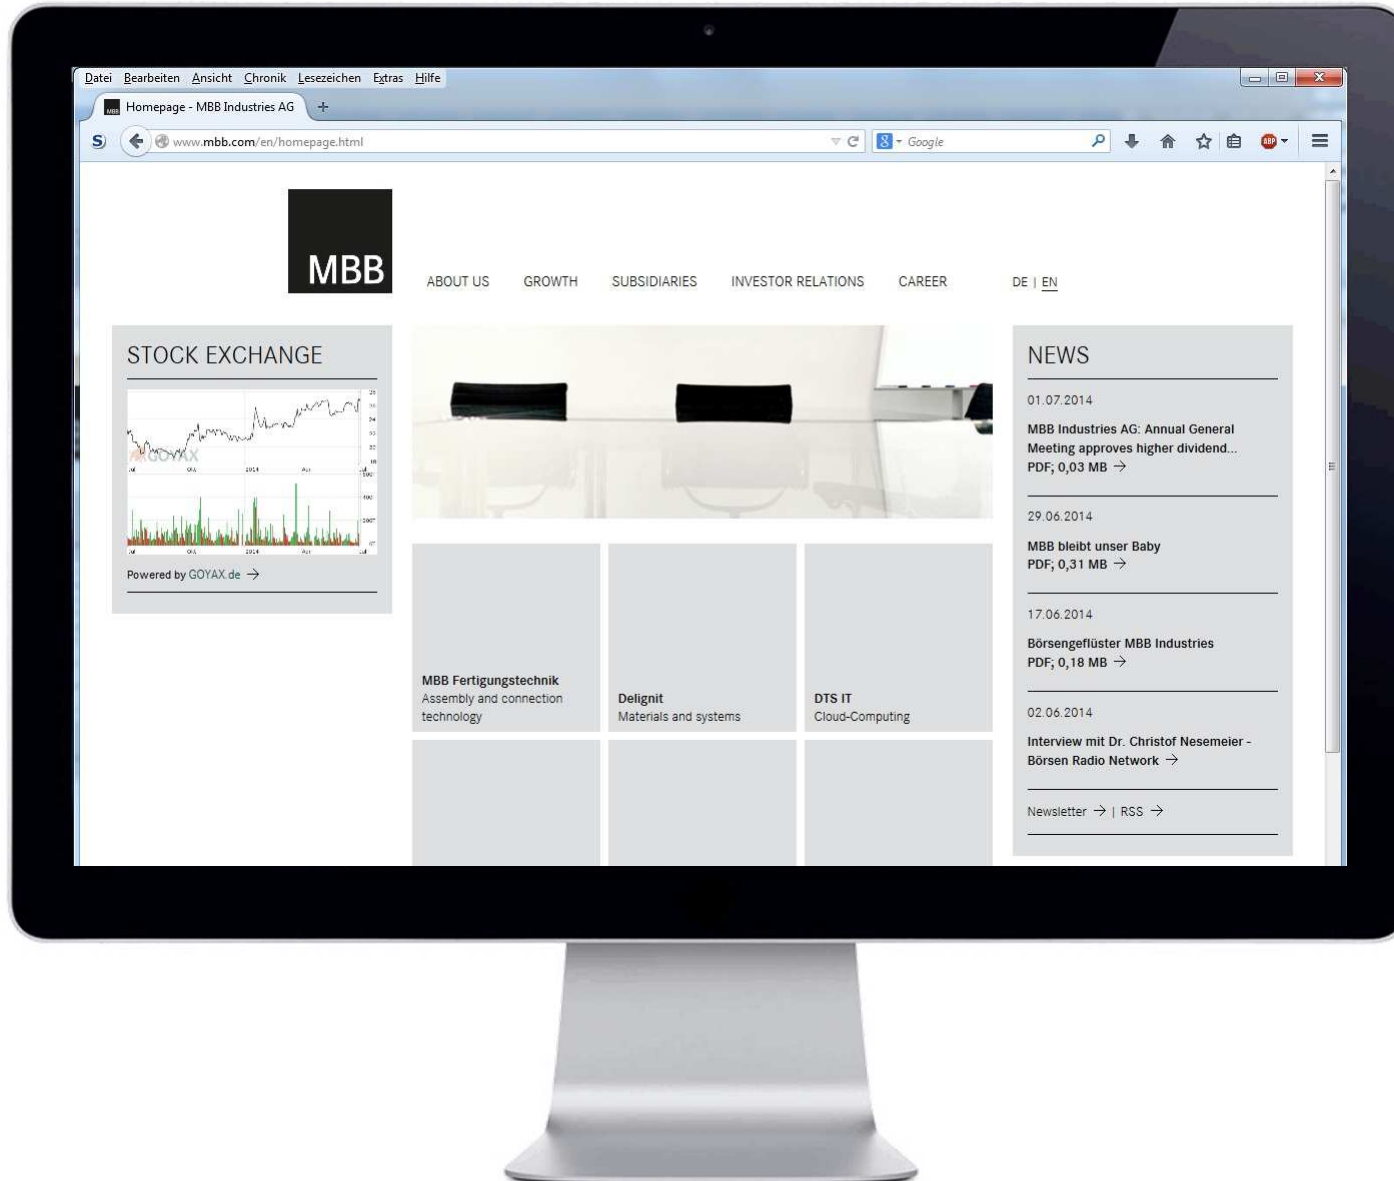 Datei Bearbeiten Ansicht Chronik Lesezeichen Extras Hilfe
MBB Homepage - MBB Industries AG
S www.mbb.com/en/homepage.html
8 Google
ABP
MBB
ABOUT US GROWTH SUBSIDIARIES INVESTOR RELATIONS CAREER DE | EN
STOCK EXCHANGE
GOYAX
2014
2014
Powered by GOYAX.de →
MBB Fertigungstechnik
Assembly and connection
technology
Delignit
Materials and systems
DTS IT
Cloud-Computing
NEWS
01.07.2014
MBB Industries AG: Annual General
Meeting approves higher dividend...
PDF; 0,03 MB →
29.06.2014
MBB bleibt unser Baby
PDF; 0,31 MB →
17.06.2014
Börsengeflüster MBB Industries
PDF; 0,18 MB →
02.06.2014
Interview mit Dr. Christof Nesemeier -
Börsen Radio Network →
Newsletter → | RSS →